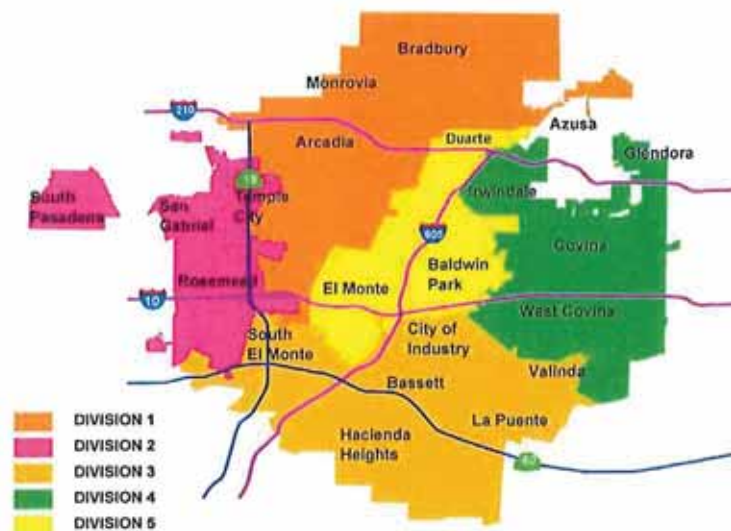 Bradbury
Monrovia
210
Azusa
Duarte
Arcadia
Glendora
South
Pasadena
19
Temple
City
Irwindale
San
Gabriel
605
Covina
Baldwin
Park
Rosemead
El Monte
10
West Covina
South
El Monte
City of
Industry
Valinda
Bassett
La Puente
Hacienda
Heights
60
DIVISION 1
DIVISION 2
DIVISION 3
DIVISION 4
DIVISION 5